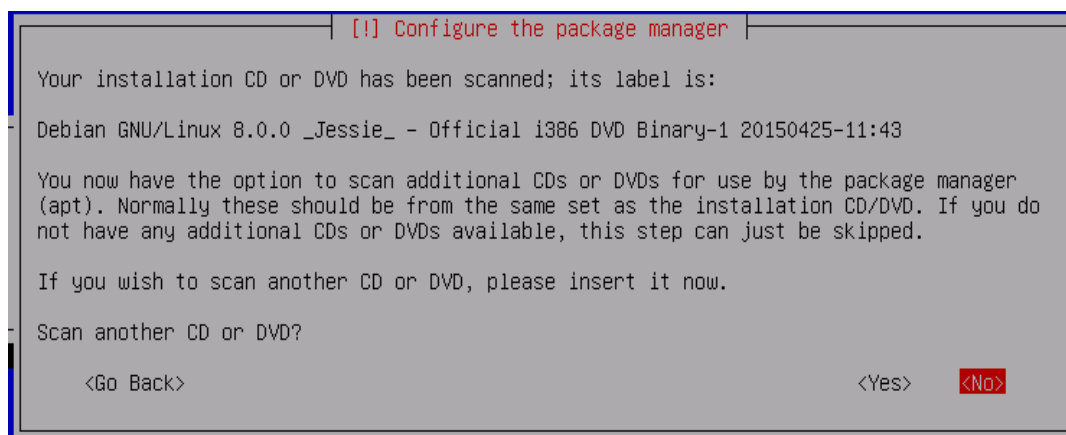 [!] Configure the package manager
Your installation CD or DVD has been scanned; its label is:
Debian GNU/Linux 8.0.0 _Jessie_ - Official i386 DVD Binary-1 20150425-11:43
You now have the option to scan additional CDs or DVDs for use by the package manager
(apt). Normally these should be from the same set as the installation CD/DVD. If you do
not have any additional CDs or DVDs available, this step can just be skipped.
If you wish to scan another CD or DVD, please insert it now.
Scan another CD or DVD?
<Go Back> <Yes> <No>